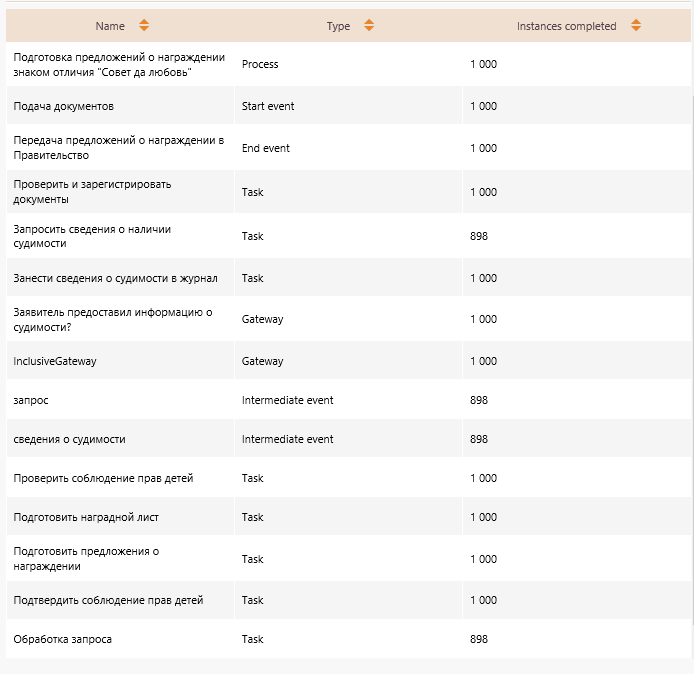 Name Type Instances completed
Подготовка предложений о награждении
знаком отличия "Совет да любовь" Process 1 000
Подача документов Start event 1 000
Передача предложений о награждении в
Правительство End event 1 000
Проверить и зарегистрировать
документы Task 1 000
Запросить сведения о наличии
судимости Task 898
Занести сведения о судимости в журнал Task 1 000
Заявитель предоставил информацию о
судимости? Gateway 1 000
InclusiveGateway Gateway 1 000
запрос Intermediate event 898
сведения о судимости Intermediate event 898
Проверить соблюдение прав детей Task 1 000
Подготовить наградной лист Task 1 000
Подготовить предложения о
награждении Task 1 000
Подтвердить соблюдение прав детей Task 1 000
Обработка запроса Task 898